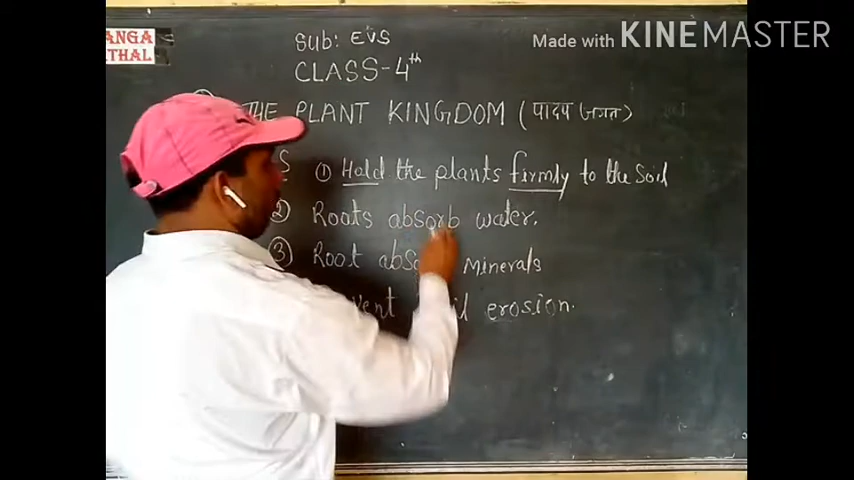 ANGA
THAL
Made with KINEMASTER
Sub: EVS
CLASS-4th
THE PLANT KINGDOM (पादप जगत)
S ① Hold the plants firmly to the Soil
② Roots absorb water.
③ Root abso Minerals
vent il erosion.